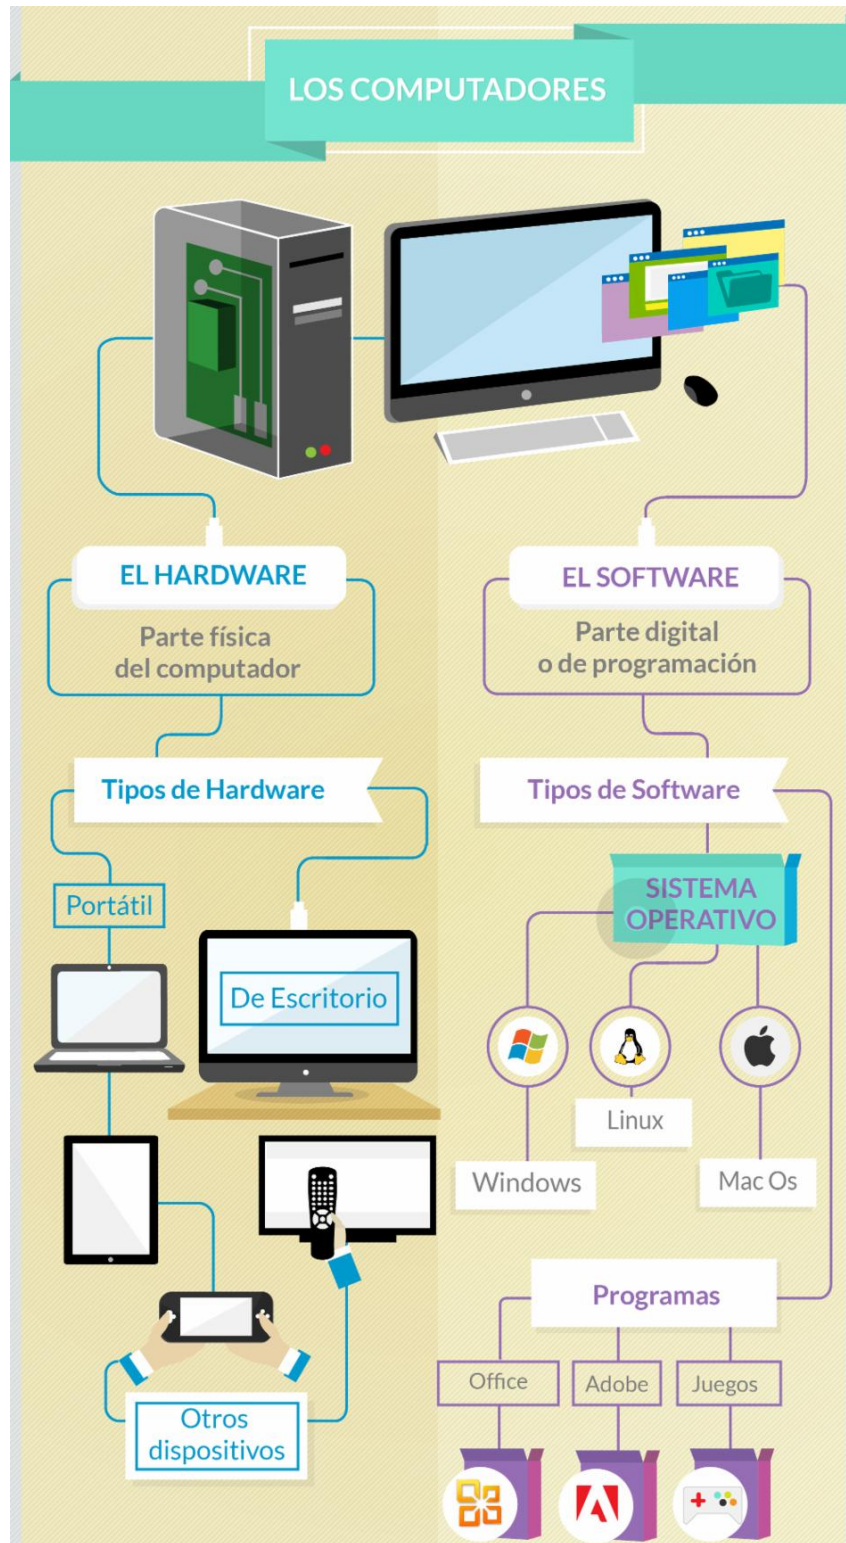 LOS COMPUTADORES
EL HARDWARE
Parte física
del computador
Tipos de Hardware
Portátil
De Escritorio
Otros
dispositivos
EL SOFTWARE
Parte digital
o de programación
Tipos de Software
SISTEMA
OPERATIVO
Windows
Linux
Mac Os
Programas
Office
Adobe
Juegos